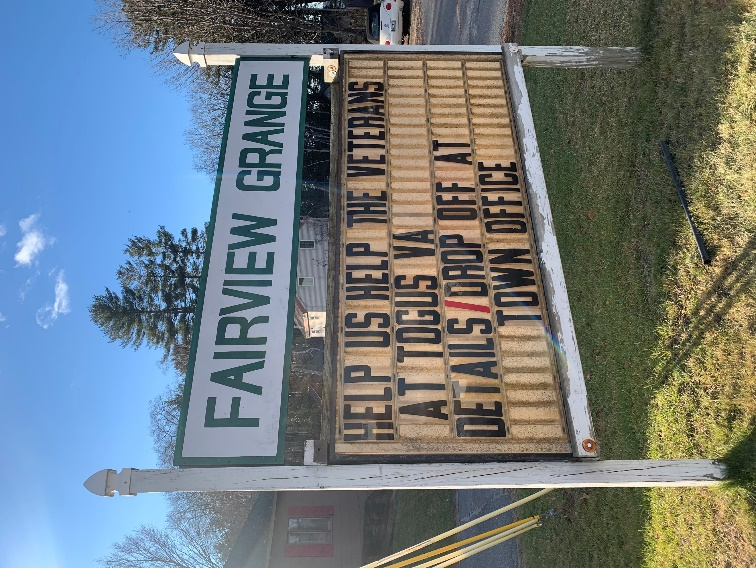 FAIRVIEW GRANGE
HELP US HELP THE VETERANS
AT TOGUS VA
DETAILS/DROP OFF AT
TOWN OFFICE